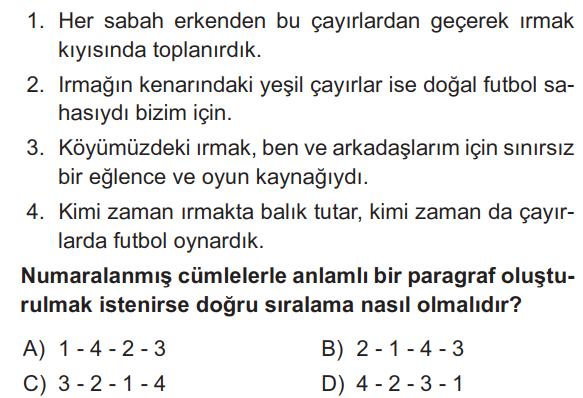 1. Her sabah erkenden bu çayırlardan geçerek ırmak
kıyısında toplanırdık.
2. Irmağın kenarındaki yeşil çayırlar ise doğal futbol sa-
hasıydı bizim için.
3. Köyümüzdeki ırmak, ben ve arkadaşlarım için sınırsız
bir eğlence ve oyun kaynağıydı.
4. Kimi zaman ırmakta balık tutar, kimi zaman da çayır-
larda futbol oynardık.
Numaralanmış cümlelerle anlamlı bir paragraf oluştu-
rulmak istenirse doğru sıralama nasıl olmalıdır?
A) 1 - 4 - 2 - 3 B) 2 - 1 - 4 - 3
C) 3 - 2 - 1 - 4 D) 4 - 2 - 3 - 1